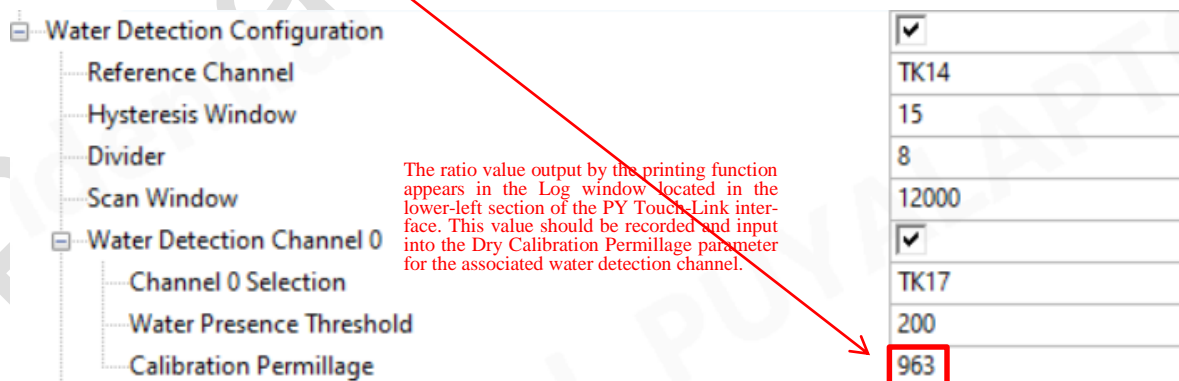 Water Detection Configuration
Reference Channel TK14
Hysteresis Window 15
Divider 8
Scan Window 12000
The ratio value output by the printing function
appears in the Log window located in the
lower-left section of the PY Touch-Link inter-
face. This value should be recorded and input
into the Dry Calibration Permillage parameter
for the associated water detection channel.
Water Detection Channel 0
Channel 0 Selection TK17
Water Presence Threshold 200
Calibration Permillage 963